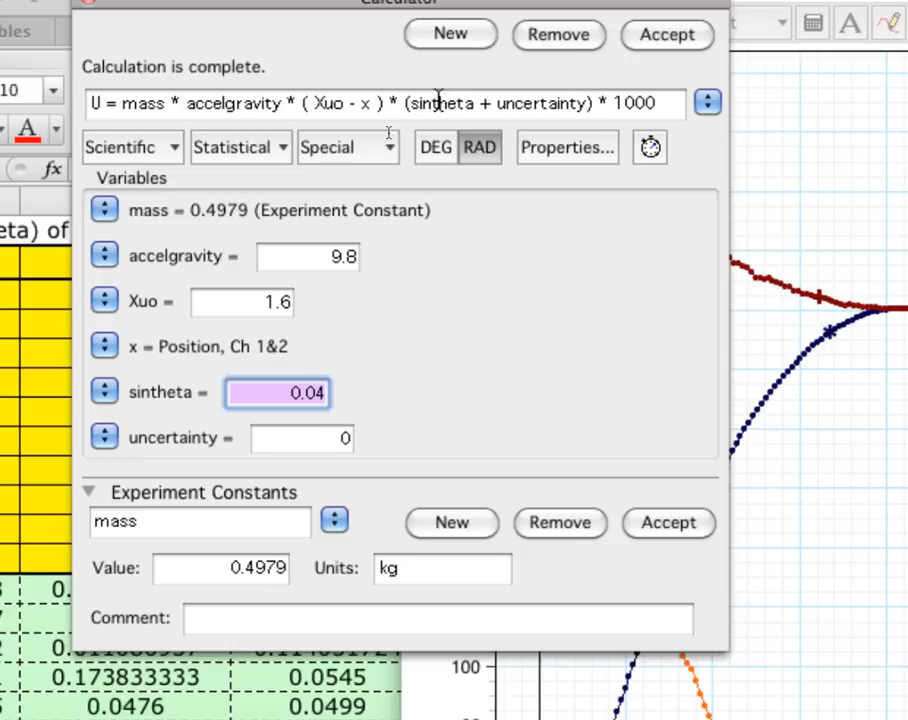 Calculator
bles
New
Remove
Accept
Calculation is complete.
10
U = mass * accelgravity * ( Xuo - x ) * (sintheta + uncertainty) * 1000
A
Scientific
Statistical
Special
DEG
RAD
Properties...
fx
Variables
mass = 0.4979 (Experiment Constant)
eta) of
accelgravity =
9.8
Xuo =
1.6
x = Position, Ch 1&2
sintheta =
0.04
uncertainty =
0
Experiment Constants
mass
New
Remove
Accept
Value:
0.4979
Units:
kg
Comment:
0.173833333
0.0545
0.0476
0.0499
100
A